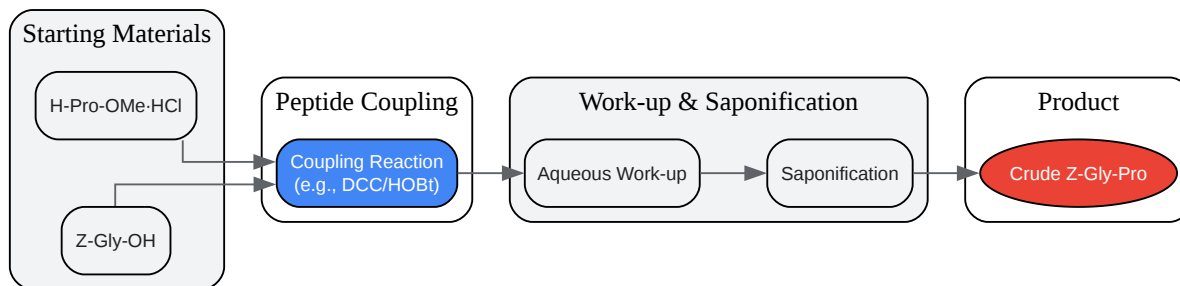 Starting Materials
H-Pro-OMe·HCl
Z-Gly-OH
Peptide Coupling
Coupling Reaction
(e.g., DCC/HOBt)
Work-up & Saponification
Aqueous Work-up
Saponification
Product
Crude Z-Gly-Pro